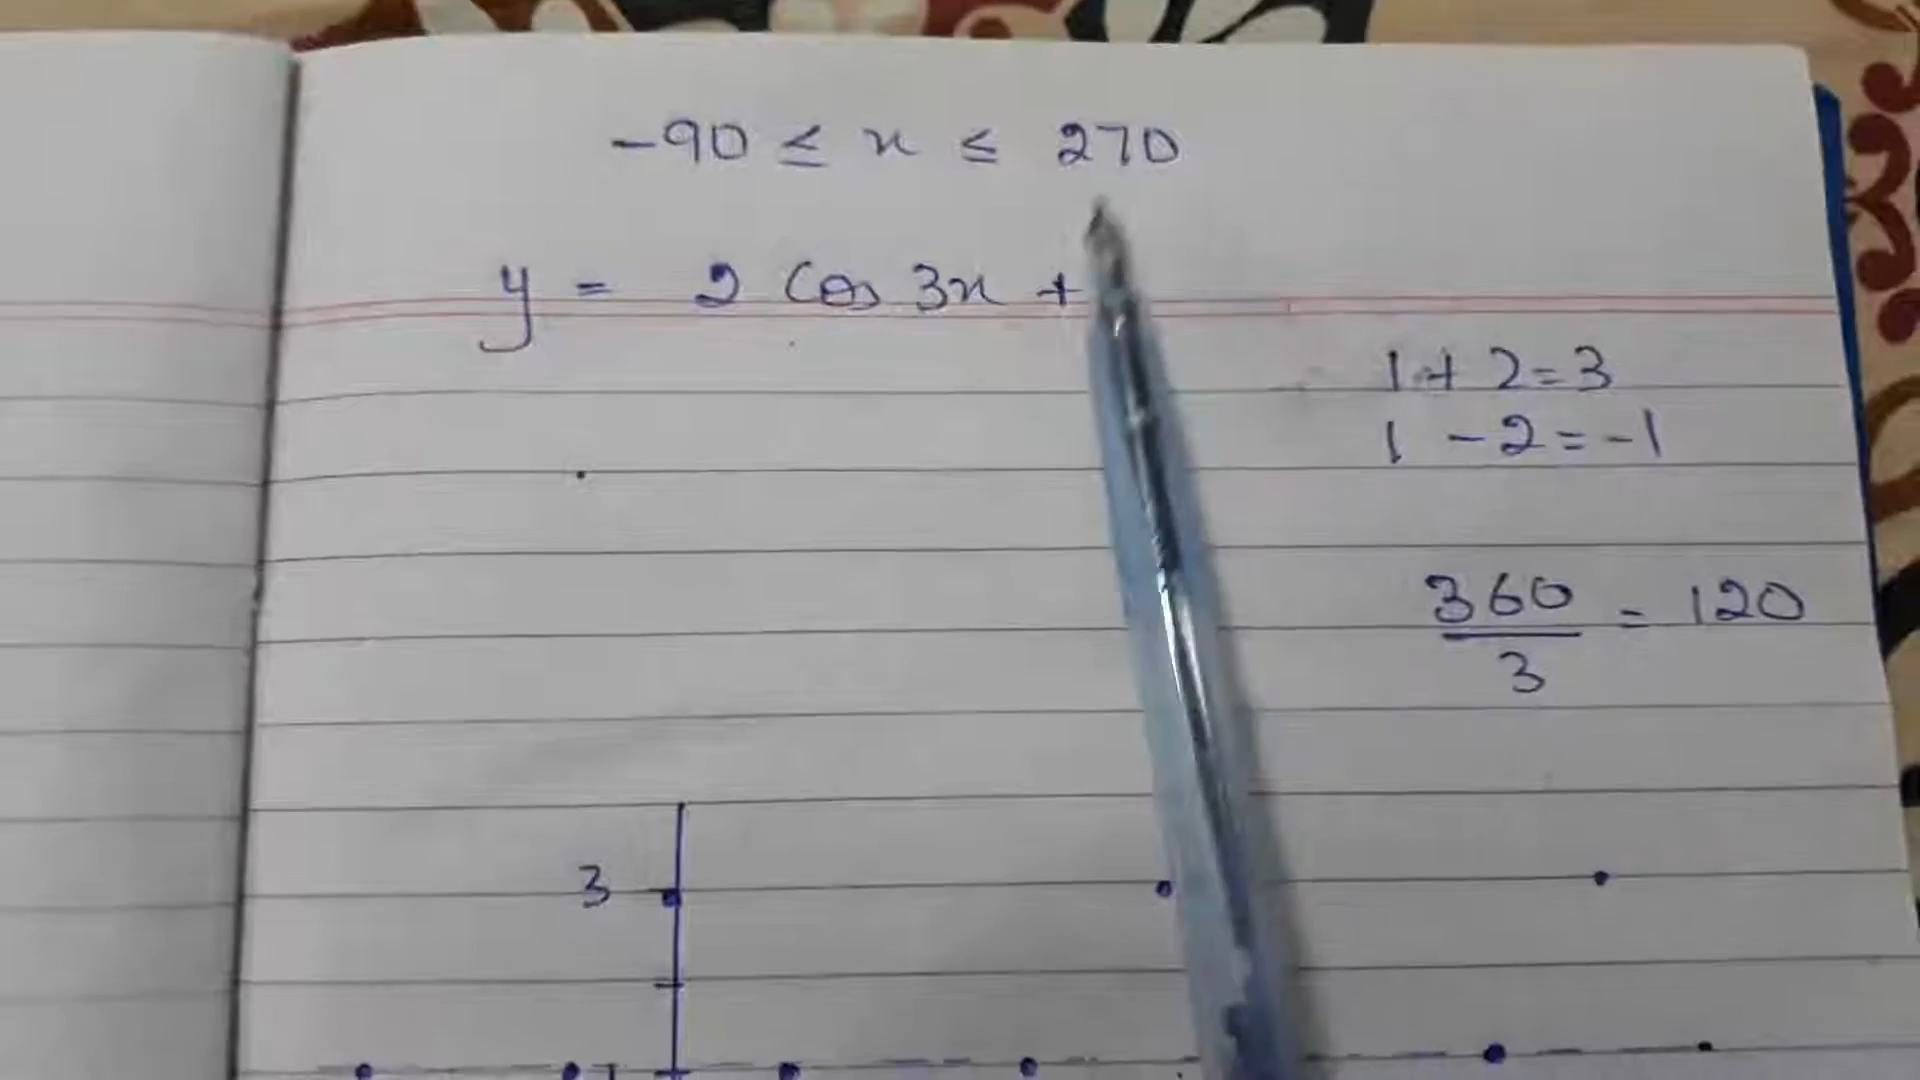 -90 ≤ x ≤ 270
y = 2 cos 3x +
1 + 2 = 3
1 - 2 = -1
360/3 = 120
3